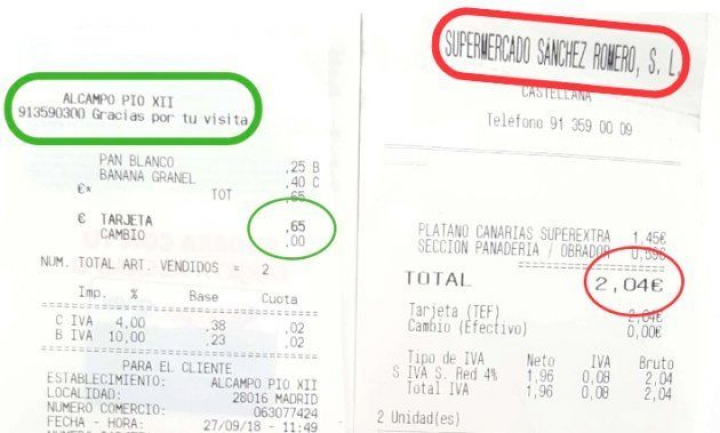 ALCAMPO PIO XII
913590300 Gracias por tu visita
PAN BLANCO ,25 B
BANANA GRANEL ,40 C
€* TOT ,65
€ TARJETA ,65
CAMBIO ,00
NUM. TOTAL ART. VENDIDOS = 2
Imp. % Base Cuota
C IVA 4,00 ,38 ,02
B IVA 10,00 ,23 ,02
PARA EL CLIENTE
ESTABLECIMIENTO: ALCAMPO PIO XII
LOCALIDAD: 28016 MADRID
NUMERO COMERCIO: 063077424
FECHA - HORA: 27/09/18 - 11:49
SUPERMERCADO SÁNCHEZ ROMERO, S. L.
CASTELLANA
Teléfono 91 359 00 09
PLATANO CANARIAS SUPEREXTRA 1,45€
SECCION PANADERIA / OBRADOR 0,59€
TOTAL 2,04€
Tarjeta (TEF) 2,04€
Cambio (Efectivo) 0,00€
Tipo de IVA Neto IVA Bruto
S IVA S. Red 4% 1,96 0,08 2,04
Total IVA 1,96 0,08 2,04
2 Unidad(es)